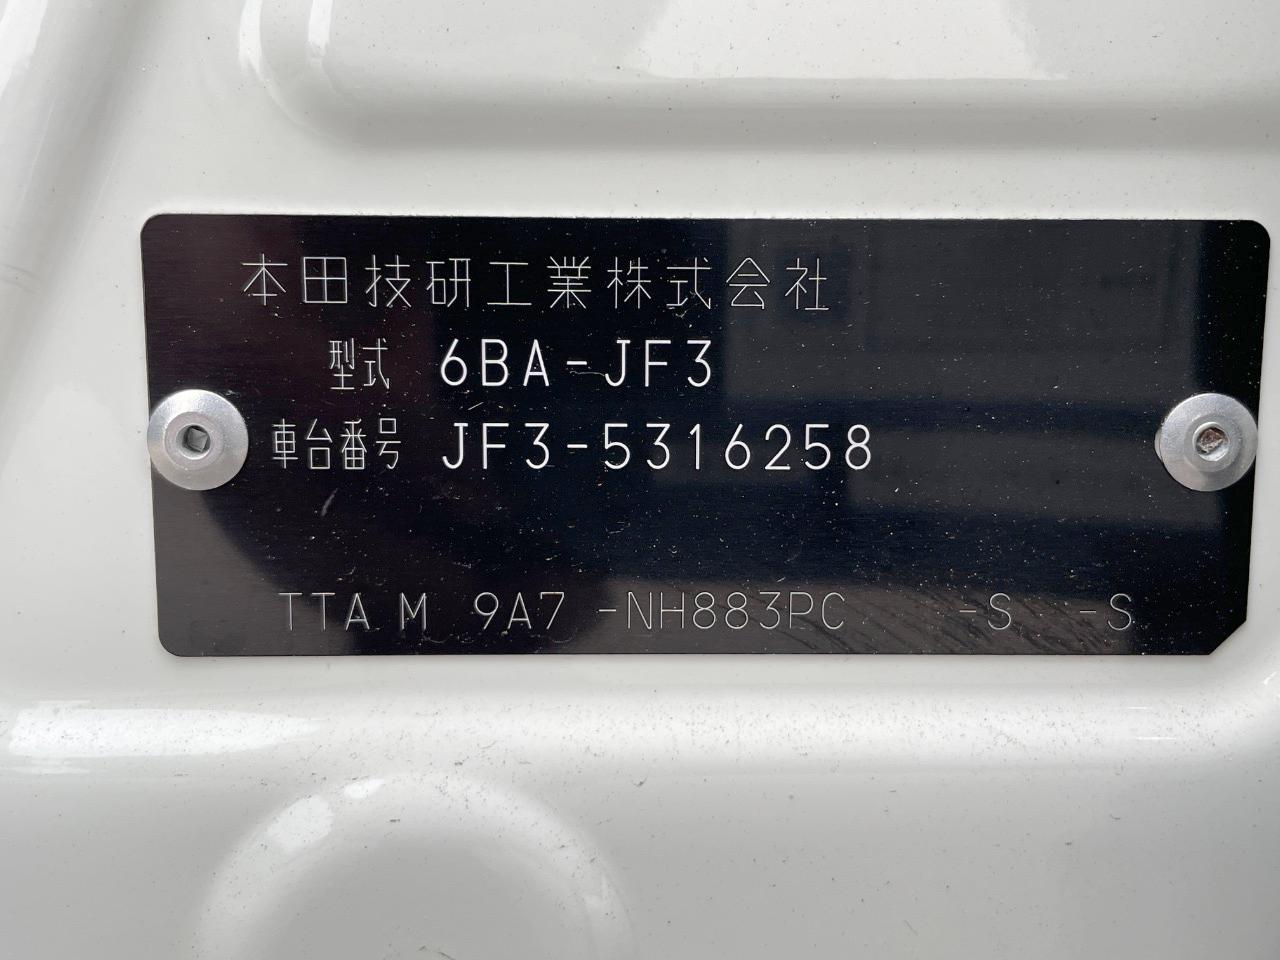 本田技研工業株式会社
型式 6BA-JF3
車台番号 JF3-5316258
TTA M 9A7 -NH883PC -S -S